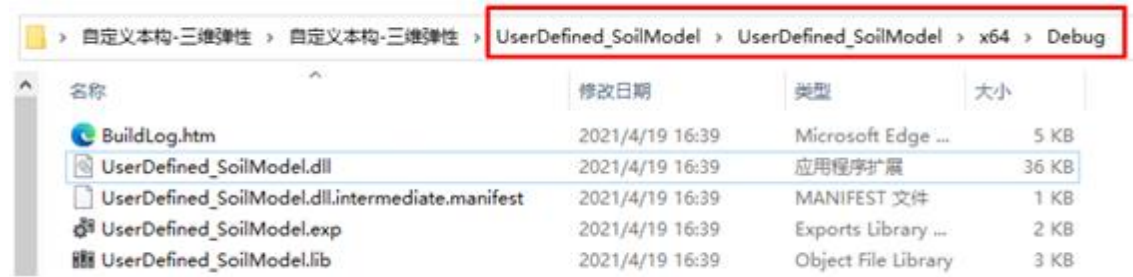 自定义本构-三维弹性 > 自定义本构-三维弹性 > UserDefined_SoilModel > UserDefined_SoilModel > x64 > Debug
名称 修改日期 类型 大小
BuildLog.htm 2021/4/19 16:39 Microsoft Edge ... 5 KB
UserDefined_SoilModel.dll 2021/4/19 16:39 应用程序扩展 36 KB
UserDefined_SoilModel.dll.intermediate.manifest 2021/4/19 16:39 MANIFEST 文件 1 KB
UserDefined_SoilModel.exp 2021/4/19 16:39 Exports Library ... 2 KB
UserDefined_SoilModel.lib 2021/4/19 16:39 Object File Library 3 KB